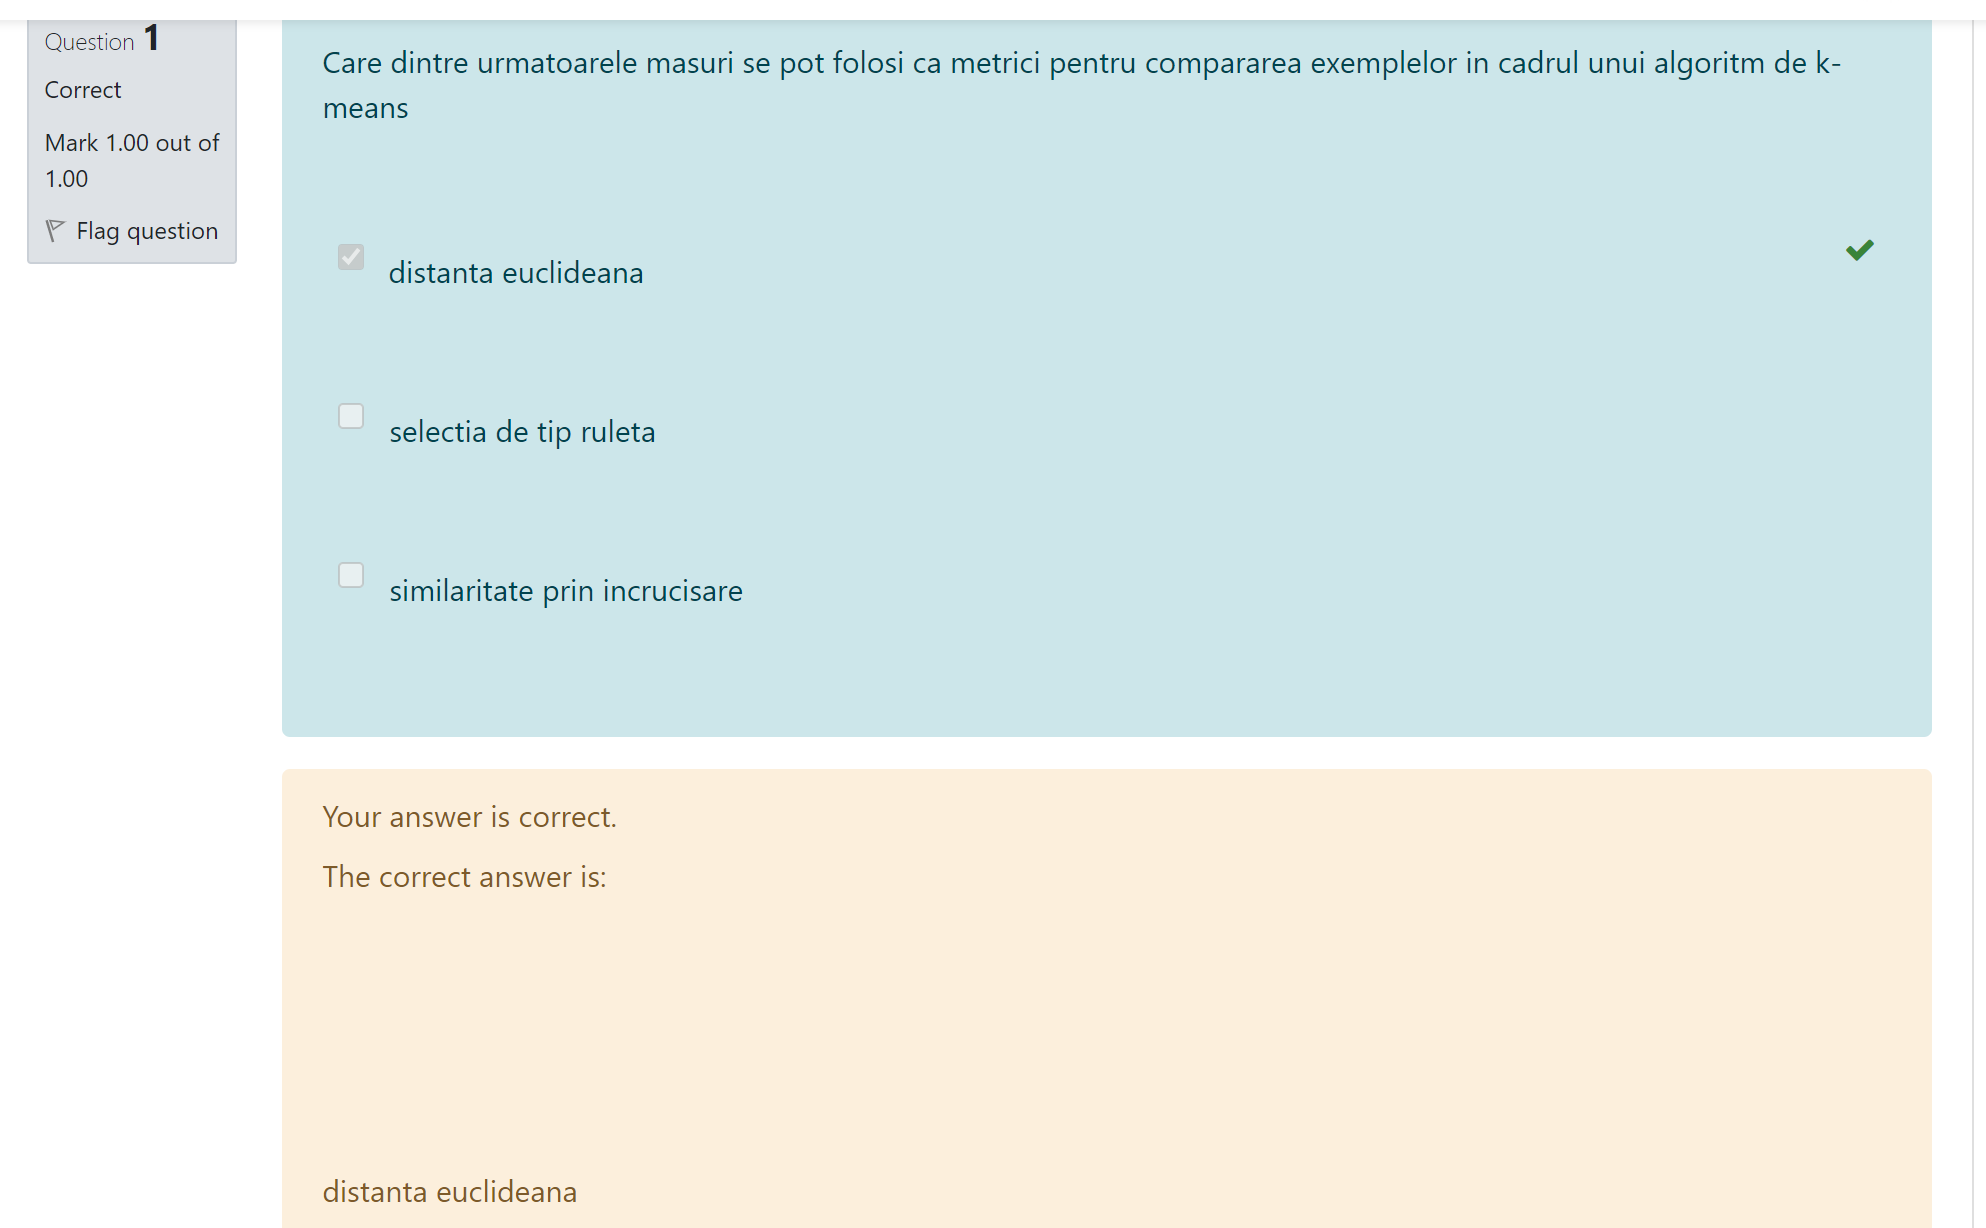 Question 1
Correct
Mark 1.00 out of
1.00
Flag question
Care dintre urmatoarele masuri se pot folosi ca metrici pentru compararea exemplelor in cadrul unui algoritm de k-
means
distanta euclideana
selectia de tip ruleta
similaritate prin incrucisare
Your answer is correct.
The correct answer is:
distanta euclideana